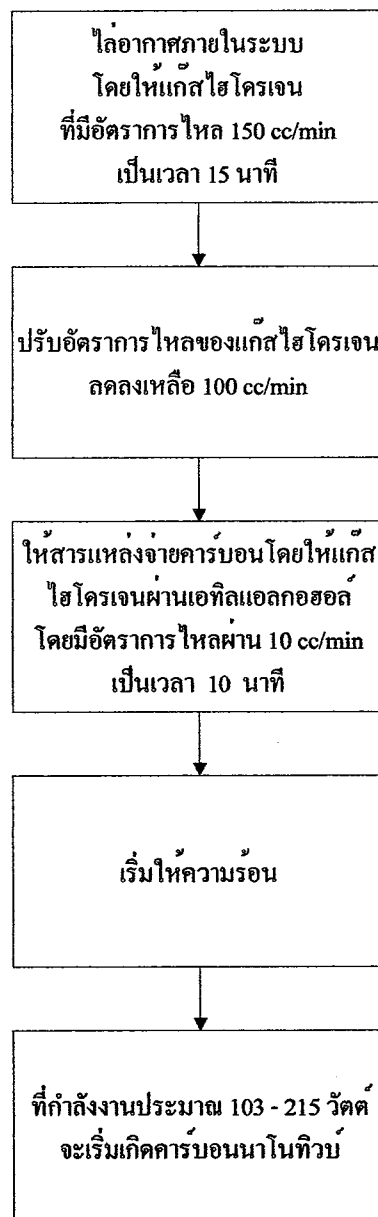 ไล่อากาศภายในระบบ
โดยให้แก๊สไฮโดรเจน
ที่มีอัตราการไหล 150 cc/min
เป็นเวลา 15 นาที
ปรับอัตราการไหลของแก๊สไฮโดรเจน
ลดลงเหลือ 100 cc/min
ให้สารแหล่งจ่ายคาร์บอนโดยให้แก๊ส
ไฮโดรเจนผ่านเอทิลแอลกอฮอล์
โดยมีอัตราการไหลผ่าน 10 cc/min
เป็นเวลา 10 นาที
เริ่มให้ความร้อน
ที่กำลังงานประมาณ 103 - 215 วัตต์
จะเริ่มเกิดคาร์บอนนาโนทิวบ์